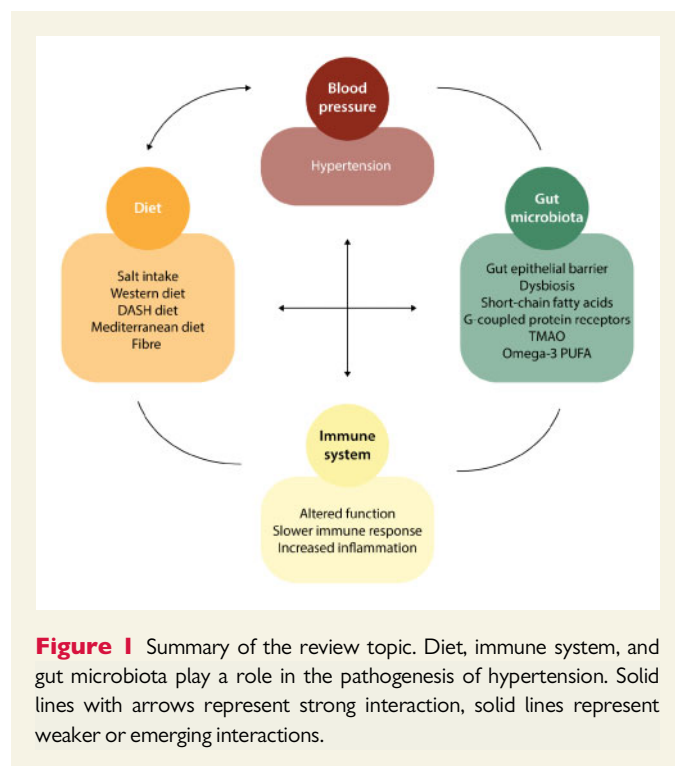 Blood
pressure
Hypertension
Diet
Salt intake
Western diet
DASH diet
Mediterranean diet
Fibre
Gut
microbiota
Gut epithelial barrier
Dysbiosis
Short-chain fatty acids
G-coupled protein receptors
TMAO
Omega-3 PUFA
Immune
system
Altered function
Slower immune response
Increased inflammation
Figure 1 Summary of the review topic. Diet, immune system, and
gut microbiota play a role in the pathogenesis of hypertension. Solid
lines with arrows represent strong interaction, solid lines represent
weaker or emerging interactions.